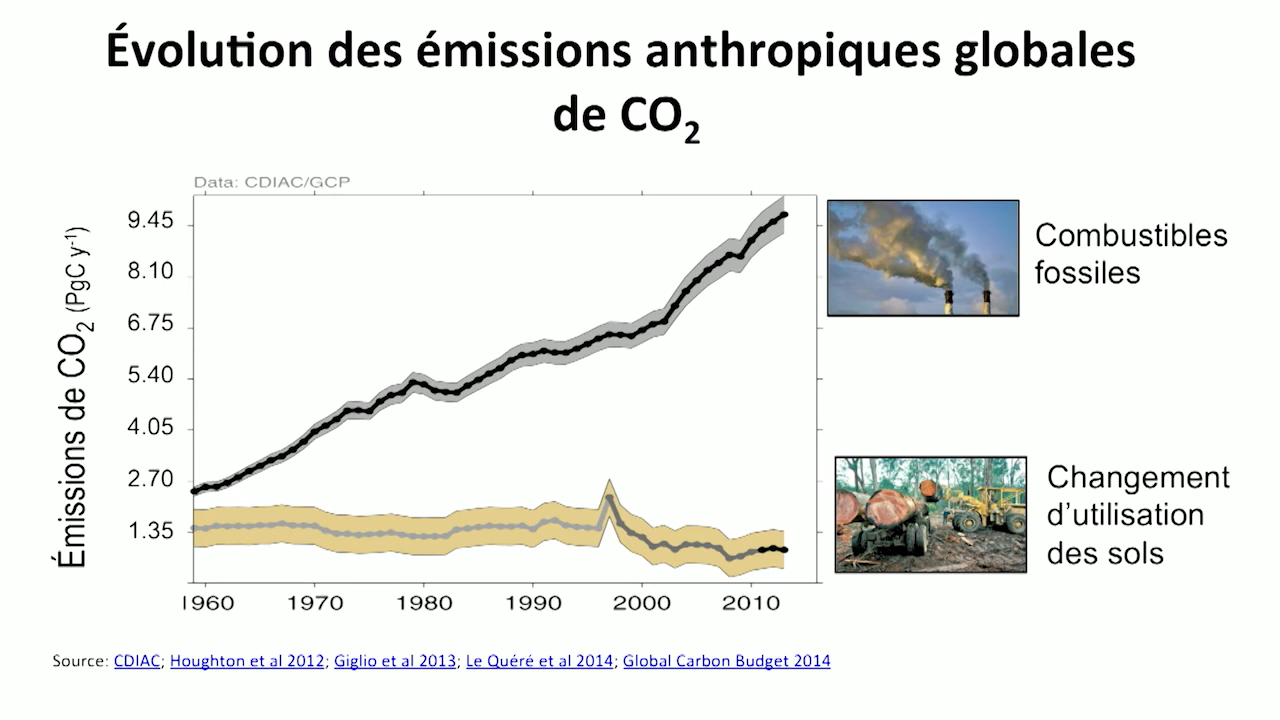 Évolution des émissions anthropiques globales
de CO₂
Data: CDIAC/GCP
Émissions de CO₂ (PgC y⁻¹)
9.45
8.10
6.75
5.40
4.05
2.70
1.35
1960 1970 1980 1990 2000 2010
Combustibles
fossiles
Changement
d’utilisation
des sols
Source: CDIAC; Houghton et al 2012; Giglio et al 2013; Le Quéré et al 2014; Global Carbon Budget 2014